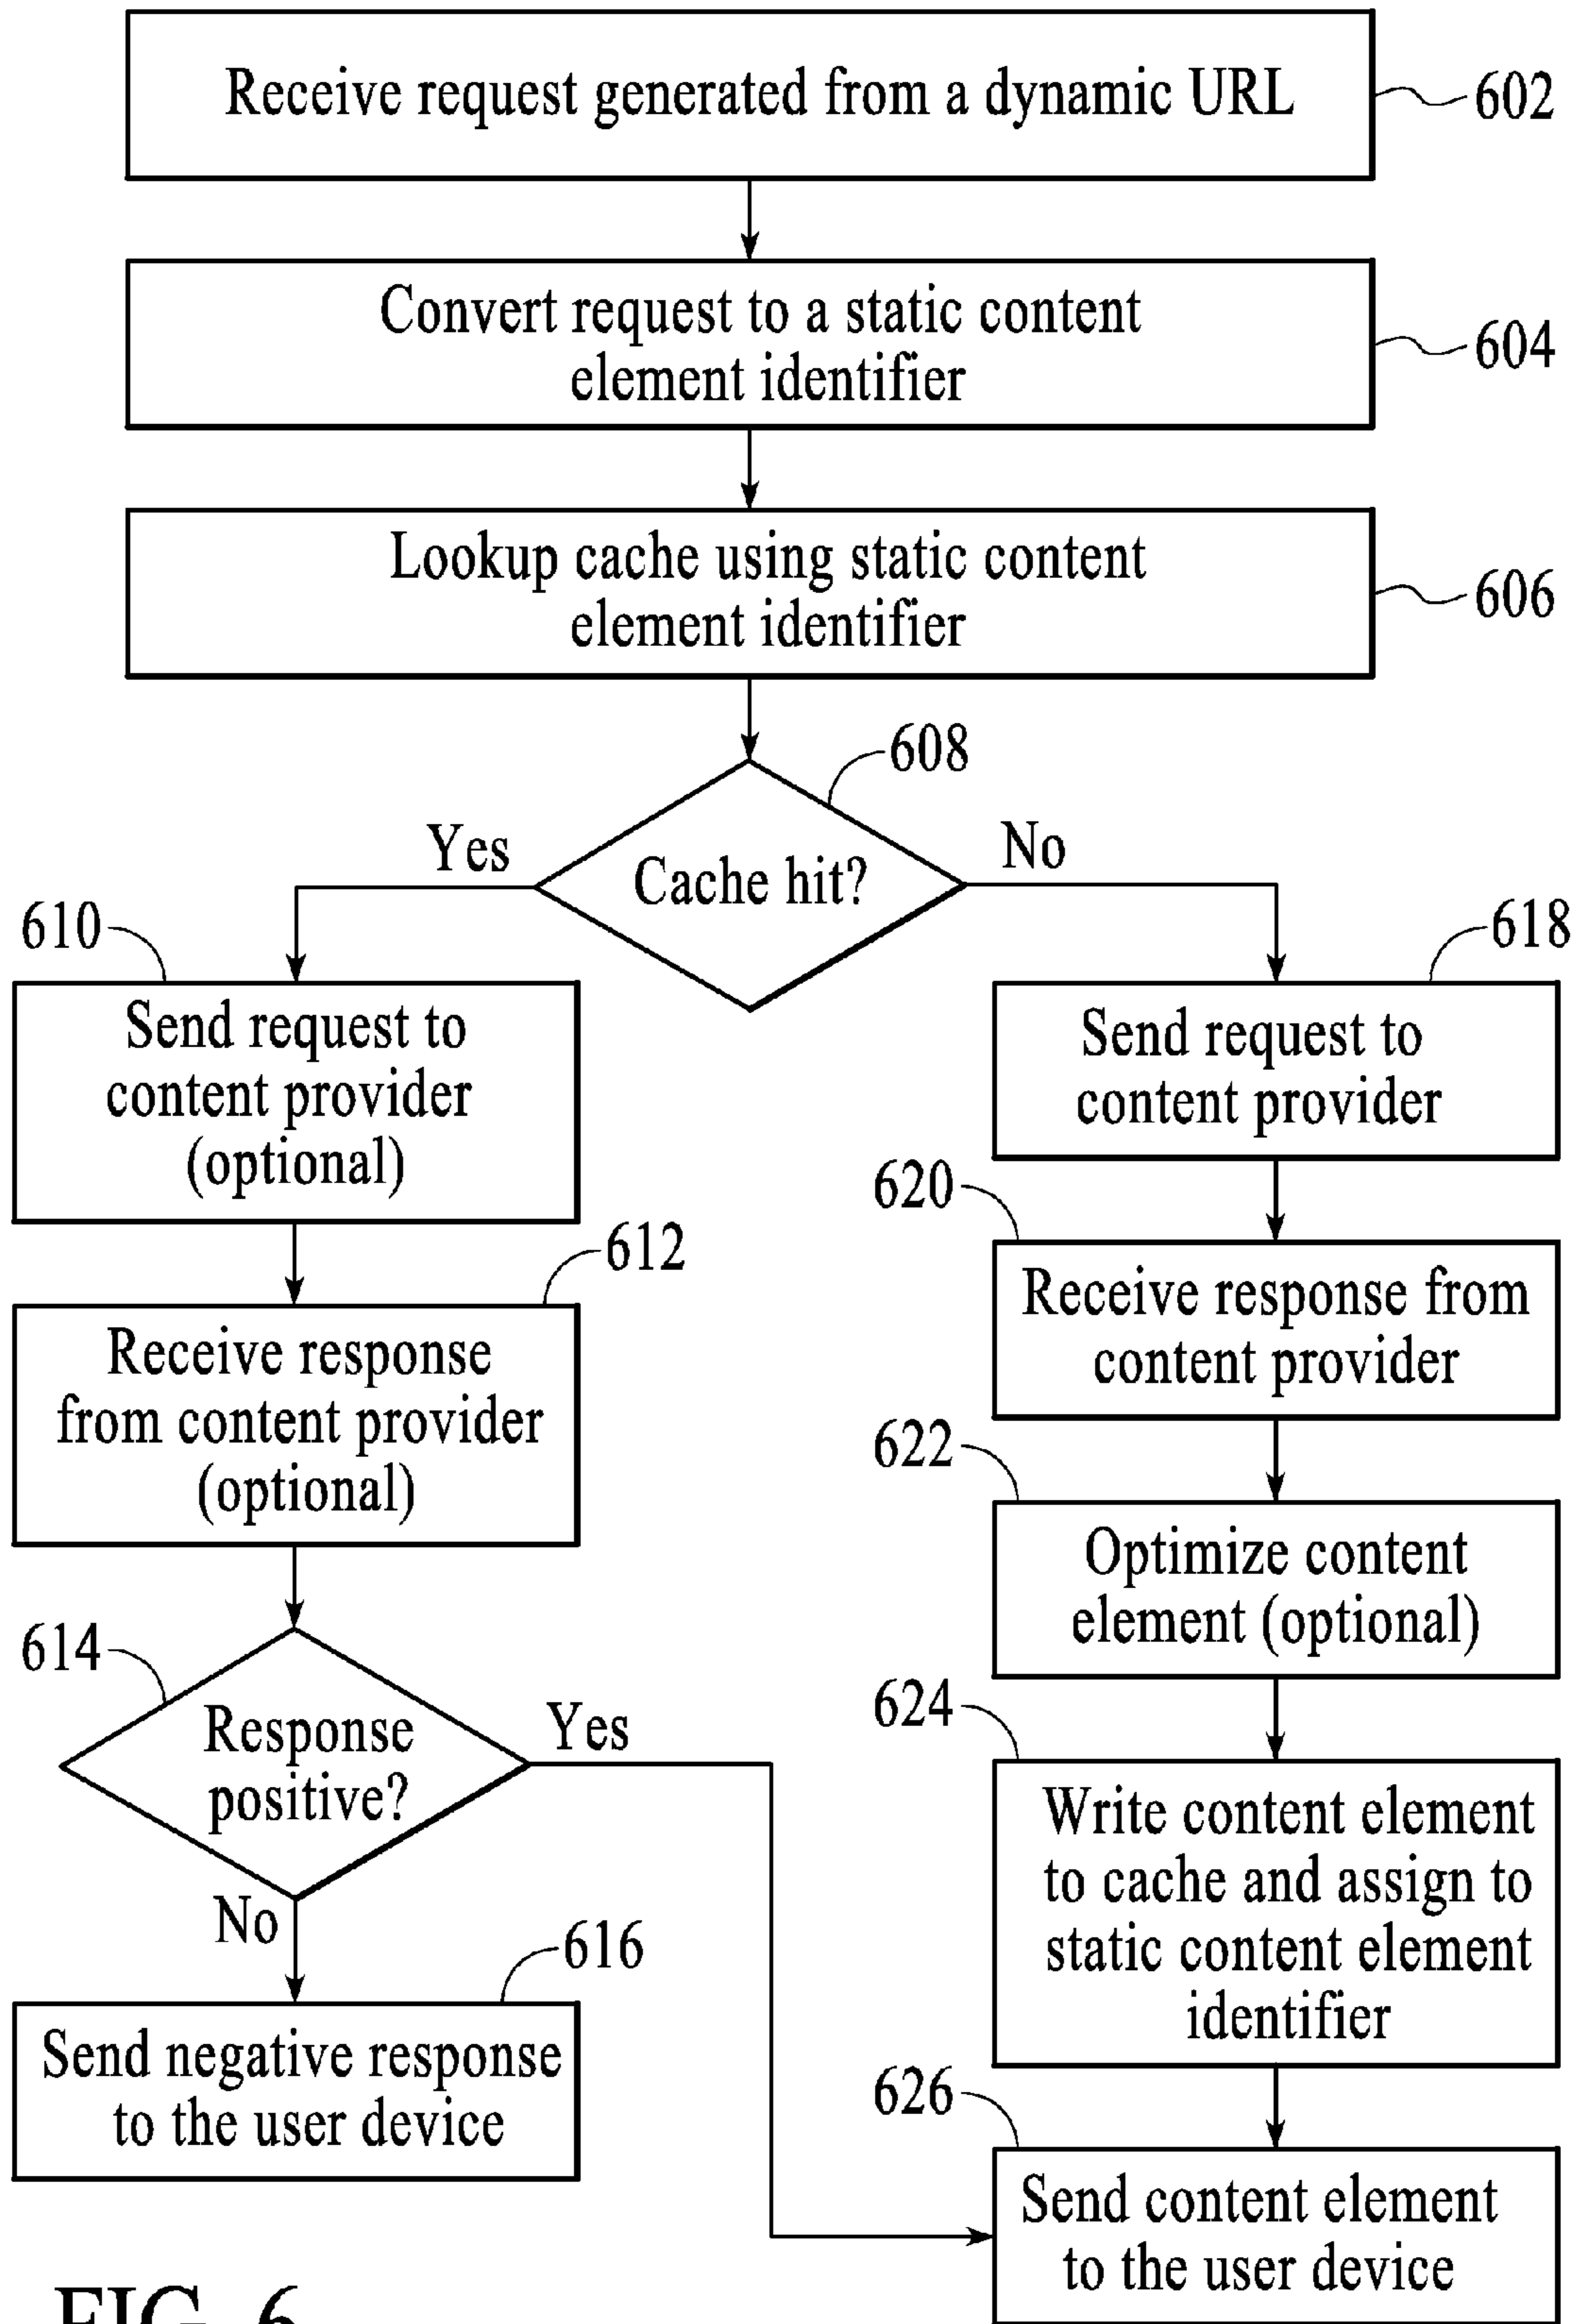 Receive request generated from a dynamic URL
602
Convert request to a static content
element identifier
604
Lookup cache using static content
element identifier
606
608
Cache hit?
Yes
No
610
Send request to
content provider
(optional)
612
Receive response
from content provider
(optional)
614
Response
positive?
Yes
No
616
Send negative response
to the user device
618
Send request to
content provider
620
Receive response from
content provider
622
Optimize content
element (optional)
624
Write content element
to cache and assign to
static content element
identifier
626
Send content element
to the user device
FIG. 6